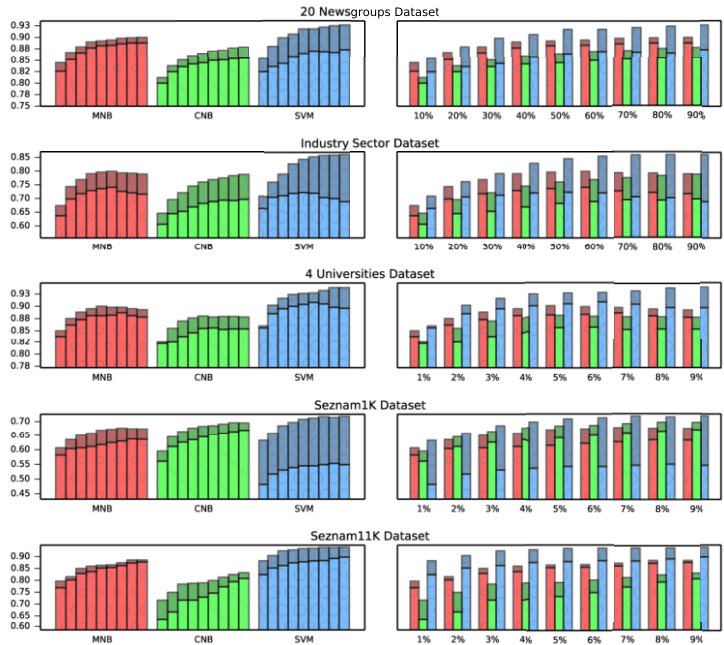 20 Newsgroups Dataset
0.93
0.90
0.88
0.85
0.82
0.80
0.78
0.75
MNB CNB SVM
10% 20% 30% 40% 50% 60% 70% 80% 90%
Industry Sector Dataset
0.85
0.80
0.75
0.70
0.65
0.60
MNB CNB SVM
10% 20% 30% 40% 50% 60% 70% 80% 90%
4 Universities Dataset
0.93
0.90
0.88
0.85
0.82
0.80
0.78
MNB CNB SVM
1% 2% 3% 4% 5% 6% 7% 8% 9%
Seznam1K Dataset
0.70
0.65
0.60
0.55
0.50
0.45
MNB CNB SVM
1% 2% 3% 4% 5% 6% 7% 8% 9%
Seznam11K Dataset
0.90
0.85
0.80
0.75
0.70
0.65
0.60
MNB CNB SVM
1% 2% 3% 4% 5% 6% 7% 8% 9%